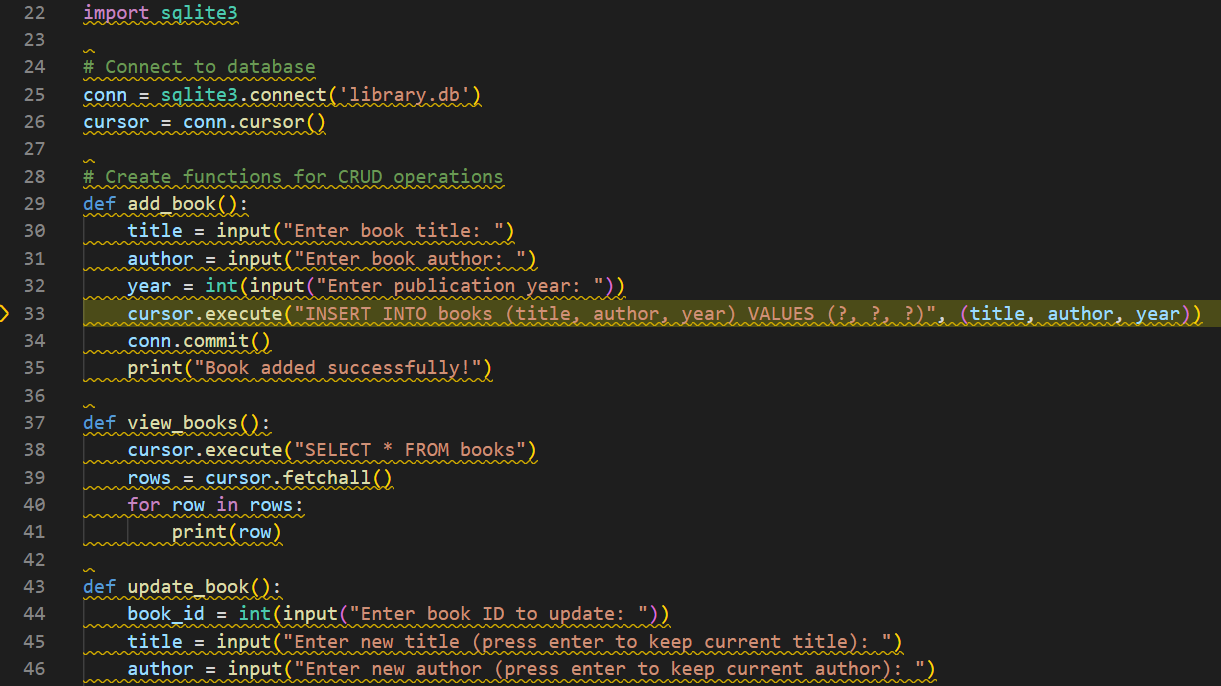 22 import sqlite3
23
24 # Connect to database
25 conn = sqlite3.connect('library.db')
26 cursor = conn.cursor()
27
28 # Create functions for CRUD operations
29 def add_book():
30     title = input("Enter book title: ")
31     author = input("Enter book author: ")
32     year = int(input("Enter publication year: "))
33     cursor.execute("INSERT INTO books (title, author, year) VALUES (?, ?, ?)", (title, author, year))
34     conn.commit()
35     print("Book added successfully!")
36
37 def view_books():
38     cursor.execute("SELECT * FROM books")
39     rows = cursor.fetchall()
40     for row in rows:
41         print(row)
42
43 def update_book():
44     book_id = int(input("Enter book ID to update: "))
45     title = input("Enter new title (press enter to keep current title): ")
46     author = input("Enter new author (press enter to keep current author): ")